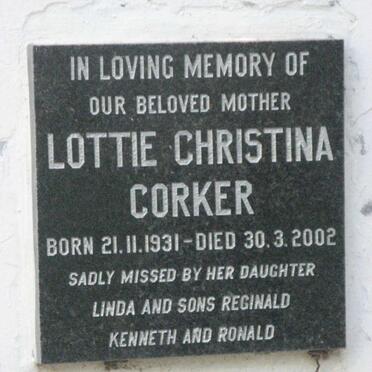 IN LOVING MEMORY OF
OUR BELOVED MOTHER
LOTTIE CHRISTINA
CORKER
BORN 21.11.1931-DIED 30.3.2002
SADLY MISSED BY HER DAUGHTER
LINDA AND SONS REGINALD
KENNETH AND RONALD